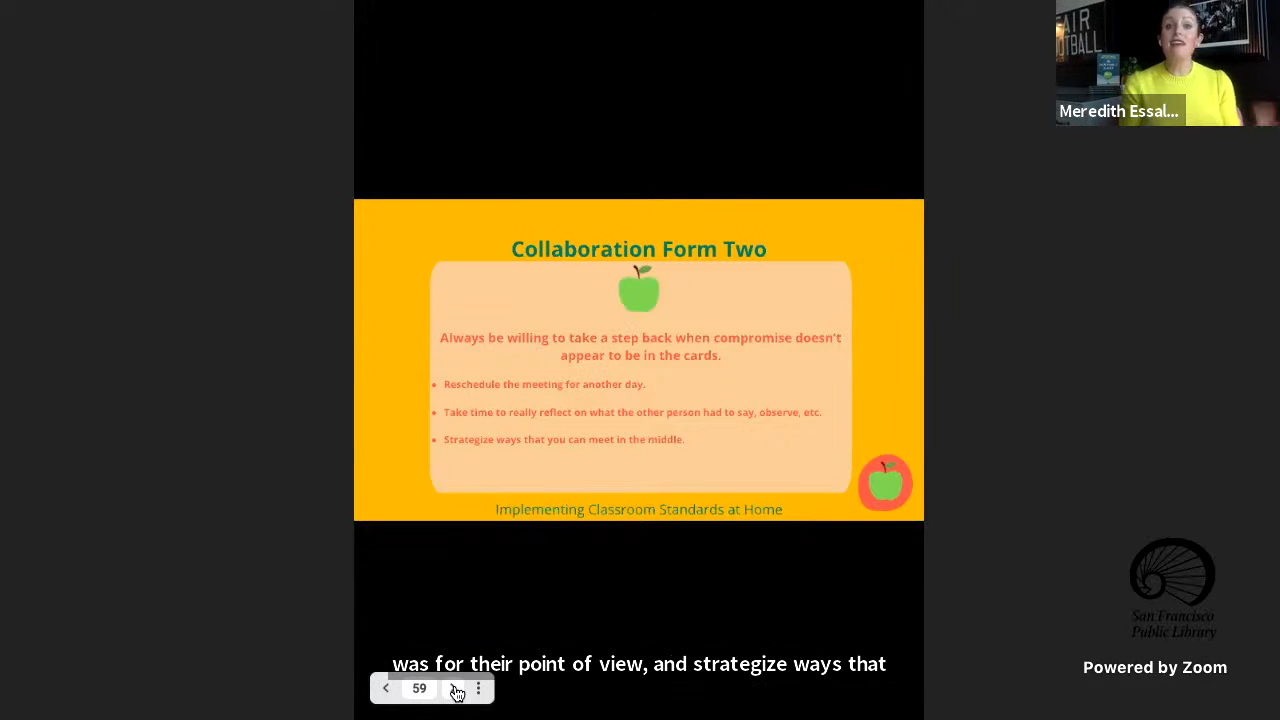 AIR
OTBALL
Meredith Essal...
Collaboration Form Two
Always be willing to take a step back when compromise doesn't
appear to be in the cards.
• Reschedule the meeting for another day.
• Take time to really reflect on what the other person had to say, observe, etc.
• Strategize ways that you can meet in the middle.
Implementing Classroom Standards at Home
San Francisco
Public Library
was for their point of view, and strategize ways that
Powered by Zoom
59